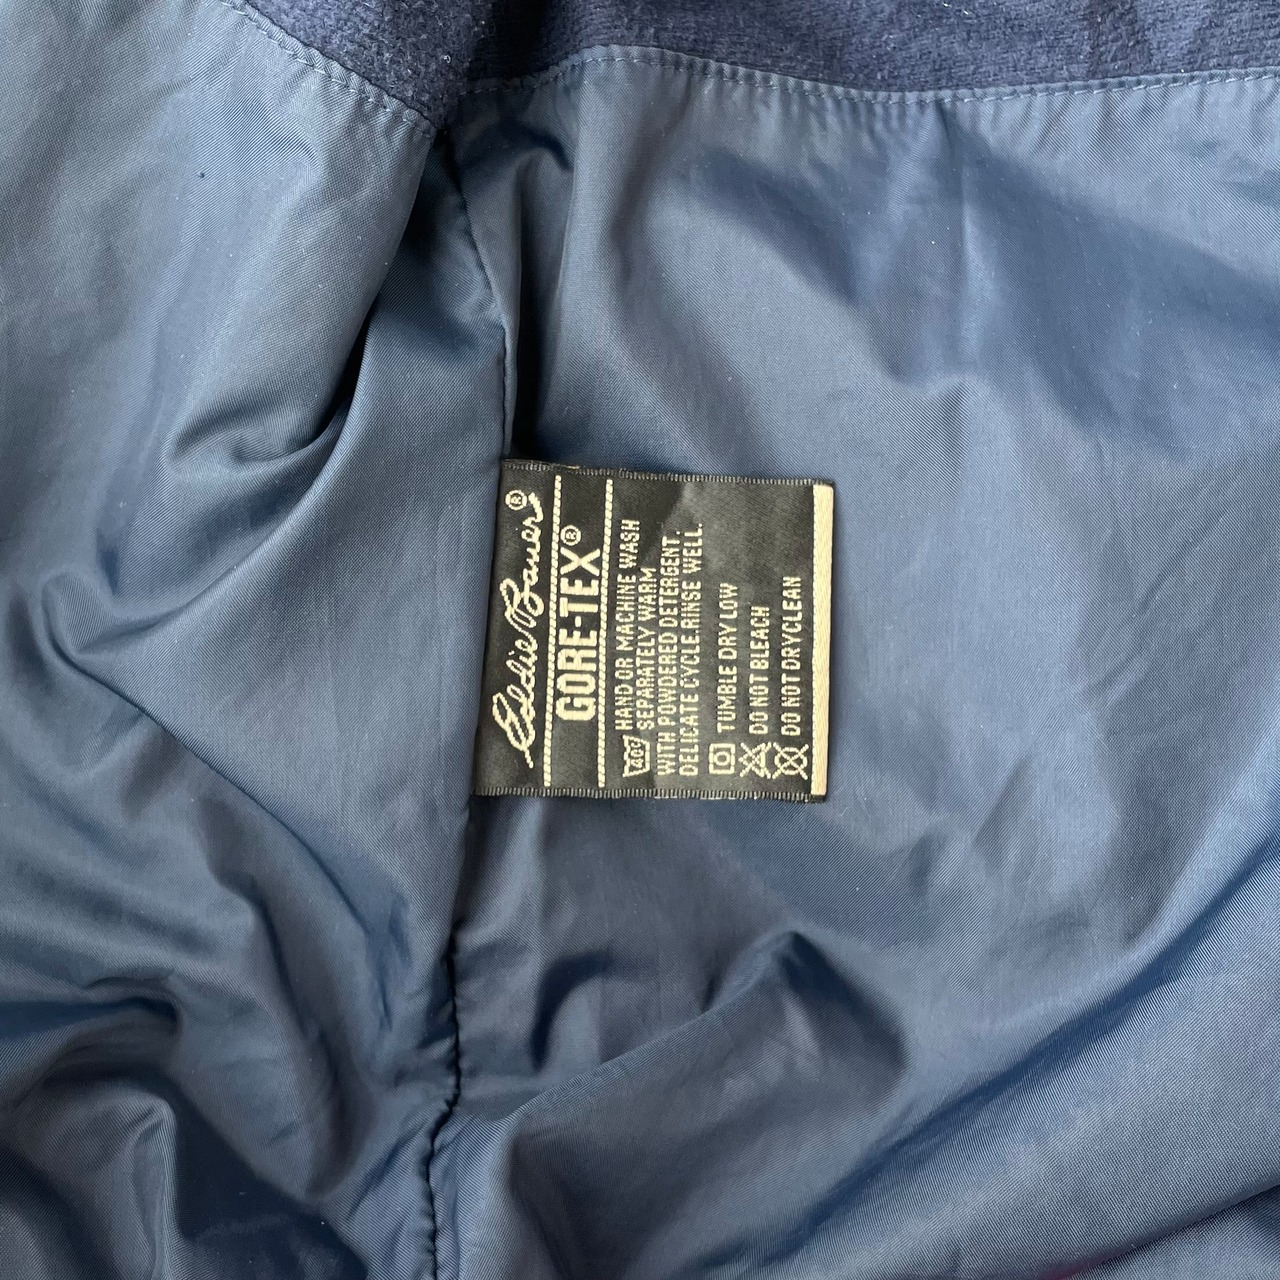 Eddie Bauer®
GORE-TEX®
40C HAND OR MACHINE WASH
SEPARATELY WARM
WITH POWDERED DETERGENT.
DELICATE CYCLE.RINSE WELL.
TUMBLE DRY LOW
DO NOT BLEACH
DO NOT DRYCLEAN